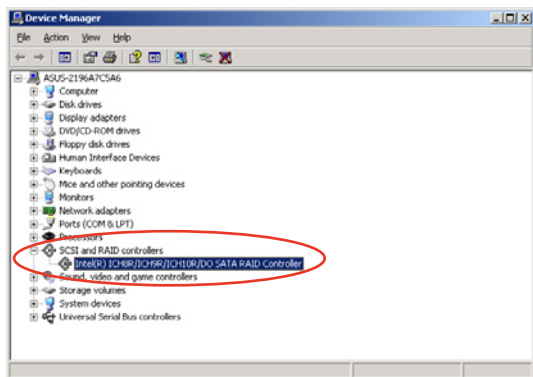 Device Manager
File Action View Help
ASUS-2196A7C5A6
Computer
Disk drives
Display adapters
DVD/CD-ROM drives
Floppy disk drives
Human Interface Devices
Keyboards
Mice and other pointing devices
Monitors
Network adapters
Ports (COM & LPT)
Processors
SCSI and RAID controllers
Intel(R) ICH8R/ICH9R/ICH10R/DO SATA RAID Controller
Sound, video and game controllers
Storage volumes
System devices
Universal Serial Bus controllers